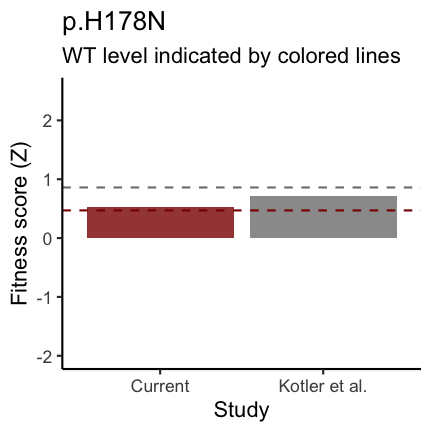 p.H178N
WT level indicated by colored lines
Fitness score (Z)
2
1
0
-1
-2
Current
Kotler et al.
Study